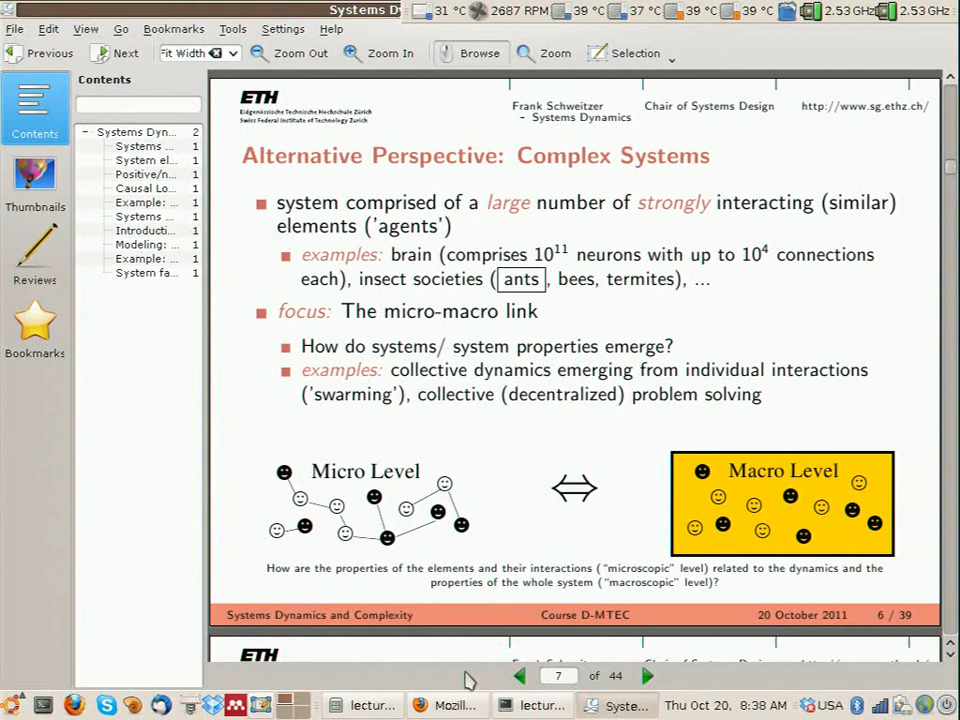 Systems Dy
31 °C 2687 RPM 39 °C 37 °C 39 °C 39 °C 2.53 GHz 2.53 GHz
File Edit View Go Bookmarks Tools Settings Help
Previous Next Fit Width Zoom Out Zoom In Browse Zoom Selection
Contents
Contents
Thumbnails
Reviews
Bookmarks
Systems Dyn... 2
Systems ... 1
System el... 1
Positive/n... 1
Causal Lo... 1
Example: ... 1
Systems ... 1
Introducti... 1
Modeling: ... 1
Example: ... 1
System fa... 1
ETH
Eidgenössische Technische Hochschule Zürich
Swiss Federal Institute of Technology Zurich
Frank Schweitzer Chair of Systems Design http://www.sg.ethz.ch/
– Systems Dynamics
Alternative Perspective: Complex Systems
system comprised of a large number of strongly interacting (similar)
elements ('agents')
examples: brain (comprises 10¹¹ neurons with up to 10⁴ connections
each), insect societies ( ants , bees, termites), ...
focus: The micro-macro link
How do systems/ system properties emerge?
examples: collective dynamics emerging from individual interactions
('swarming'), collective (decentralized) problem solving
Micro Level
⇔
Macro Level
How are the properties of the elements and their interactions ("microscopic" level) related to the dynamics and the
properties of the whole system ("macroscopic" level)?
Systems Dynamics and Complexity Course D-MTEC 20 October 2011 6 / 39
ETH
7 of 44
lectur... Mozill... lectur... Syste... Thu Oct 20, 8:38 AM USA